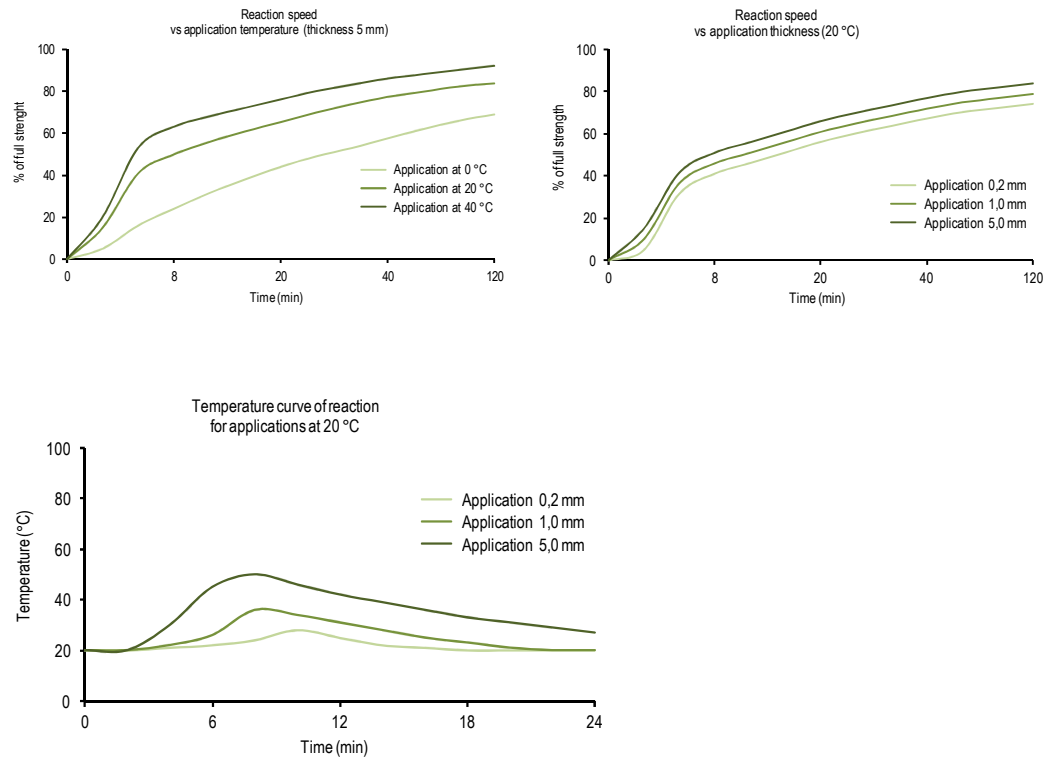 Reaction speed
vs application temperature (thickness 5 mm)
100
80
60
40
20
0
% of full strenght
Application at 0 °C
Application at 20 °C
Application at 40 °C
0 8 20 40 120
Time (min)
Reaction speed
vs application thickness (20 °C)
100
80
60
40
20
0
% of full strength
Application 0,2 mm
Application 1,0 mm
Application 5,0 mm
0 8 20 40 120
Time (min)
Temperature curve of reaction
for applications at 20 °C
100
80
60
40
20
0
Temperature (°C)
Application 0,2 mm
Application 1,0 mm
Application 5,0 mm
0 6 12 18 24
Time (min)